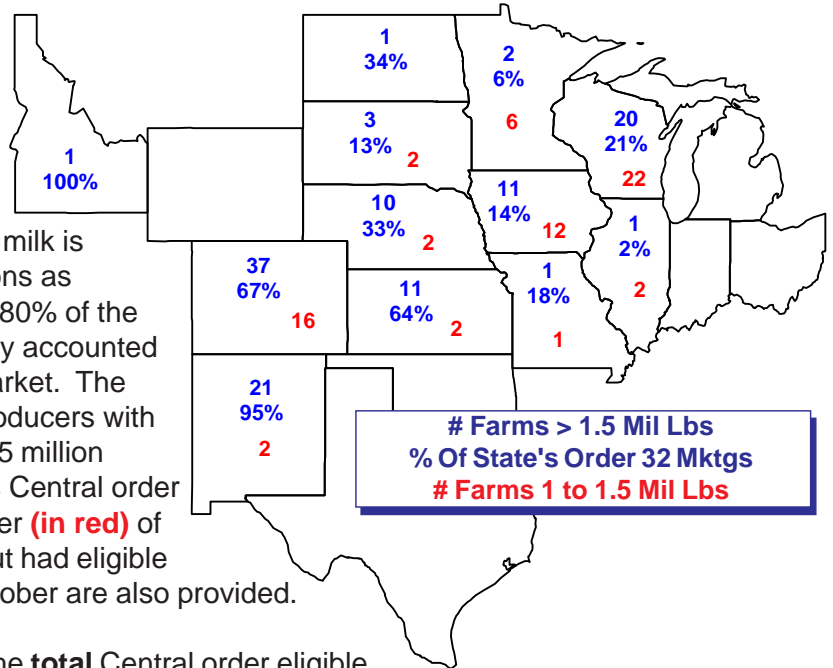 1
34%
2
6%
6
3
13%
2
20
21%
22
1
100%
10
33%
2
11
14%
12
1
2%
2
milk is
ons as
37
67%
16
11
64%
2
1
18%
1
80% of the
y accounted
arket. The
oducers with
5 million
Central order
er (in red) of
ut had eligible
ober are also provided.
21
95%
2
# Farms > 1.5 Mil Lbs
% Of State's Order 32 Mktgs
# Farms 1 to 1.5 Mil Lbs
he total Central order eligible